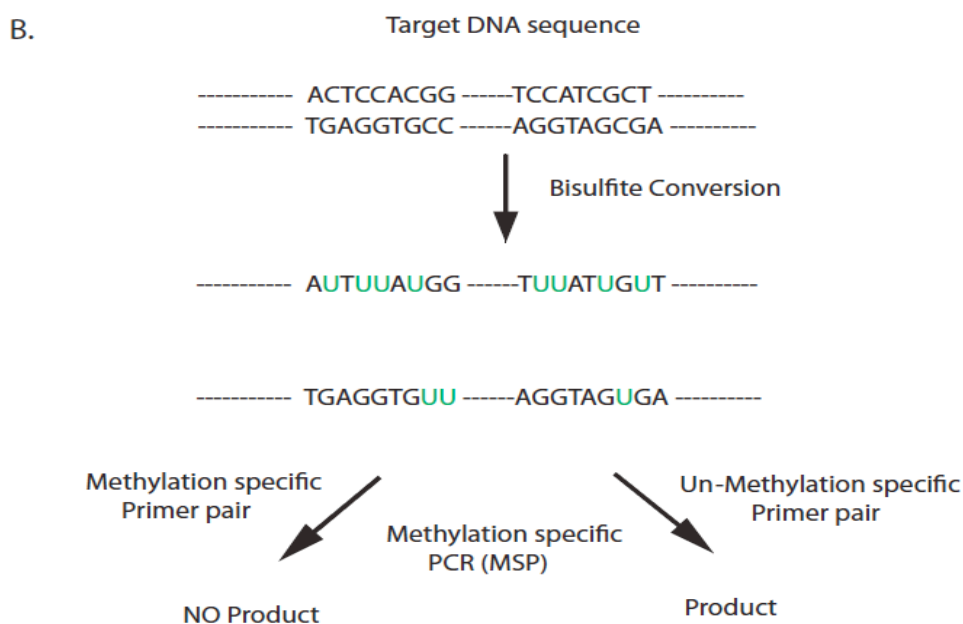 B.
Target DNA sequence
----------- ACTCCACGG ------TCCATCGCT ----------
----------- TGAGGTGCC ------AGGTAGCGA ----------
Bisulfite Conversion
----------- AUTUUAUGG ------TUUATUGUT ----------
----------- TGAGGTGUU ------AGGTAGUGA ----------
Methylation specific
Primer pair
Un-Methylation specific
Primer pair
Methylation specific
PCR (MSP)
NO Product
Product